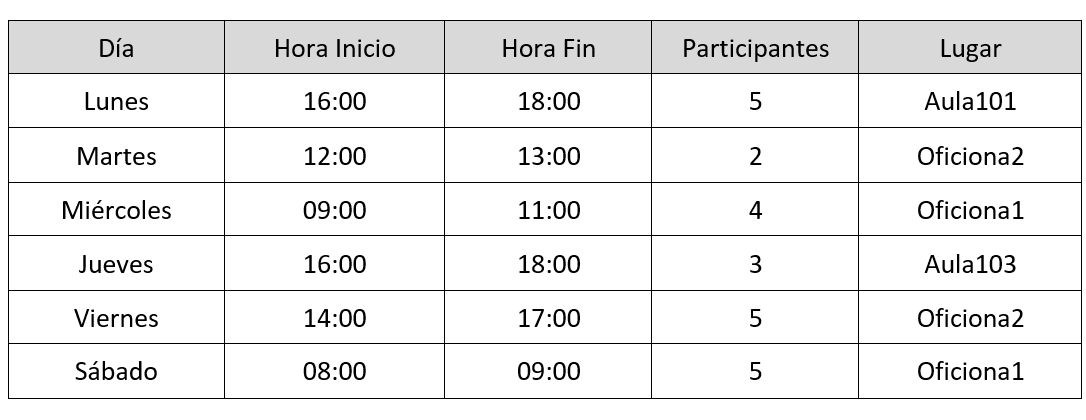 Día Hora Inicio Hora Fin Participantes Lugar
Lunes 16:00 18:00 5 Aula101
Martes 12:00 13:00 2 Oficiona2
Miércoles 09:00 11:00 4 Oficiona1
Jueves 16:00 18:00 3 Aula103
Viernes 14:00 17:00 5 Oficiona2
Sábado 08:00 09:00 5 Oficiona1